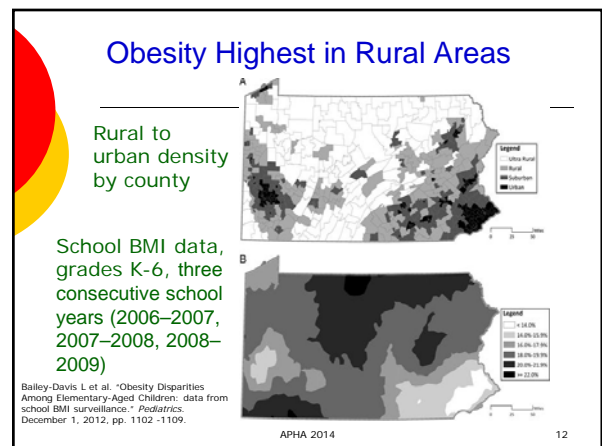 Obesity Highest in Rural Areas
A
Rural to
urban density
by county
Legend
Ultra Rural
Rural
Suburban
Urban
School BMI data,
grades K-6, three
consecutive school
years (2006–2007,
2007–2008, 2008–
2009)
B
Legend
< 14.0%
14.0%-15.9%
16.0%-17.9%
18.0%-19.9%
20.0%-21.9%
>= 22.0%
Bailey-Davis L et al. "Obesity Disparities
Among Elementary-Aged Children: data from
school BMI surveillance." Pediatrics.
December 1, 2012, pp. 1102 -1109.
APHA 2014
12